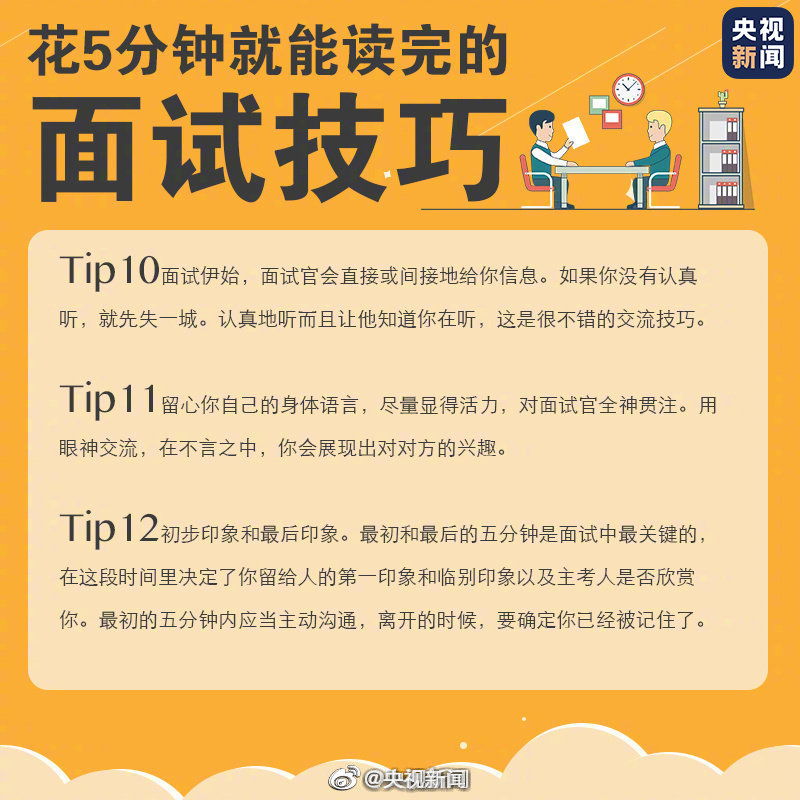 花5分钟就能读完的
面试技巧
央视
新闻
Tip10面试伊始，面试官会直接或间接地给你信息。如果你没有认真
听，就先失一城。认真地听而且让他知道你在听，这是很不错的交流技巧。
Tip11留心你自己的身体语言，尽量显得活力，对面试官全神贯注。用
眼神交流，在不言之中，你会展现出对对方的兴趣。
Tip12初步印象和最后印象。最初和最后的五分钟是面试中最关键的，
在这段时间里决定了你留给人的第一印象和临别印象以及主考人是否欣赏
你。最初的五分钟内应当主动沟通，离开的时候，要确定你已经被记住了。
@央视新闻